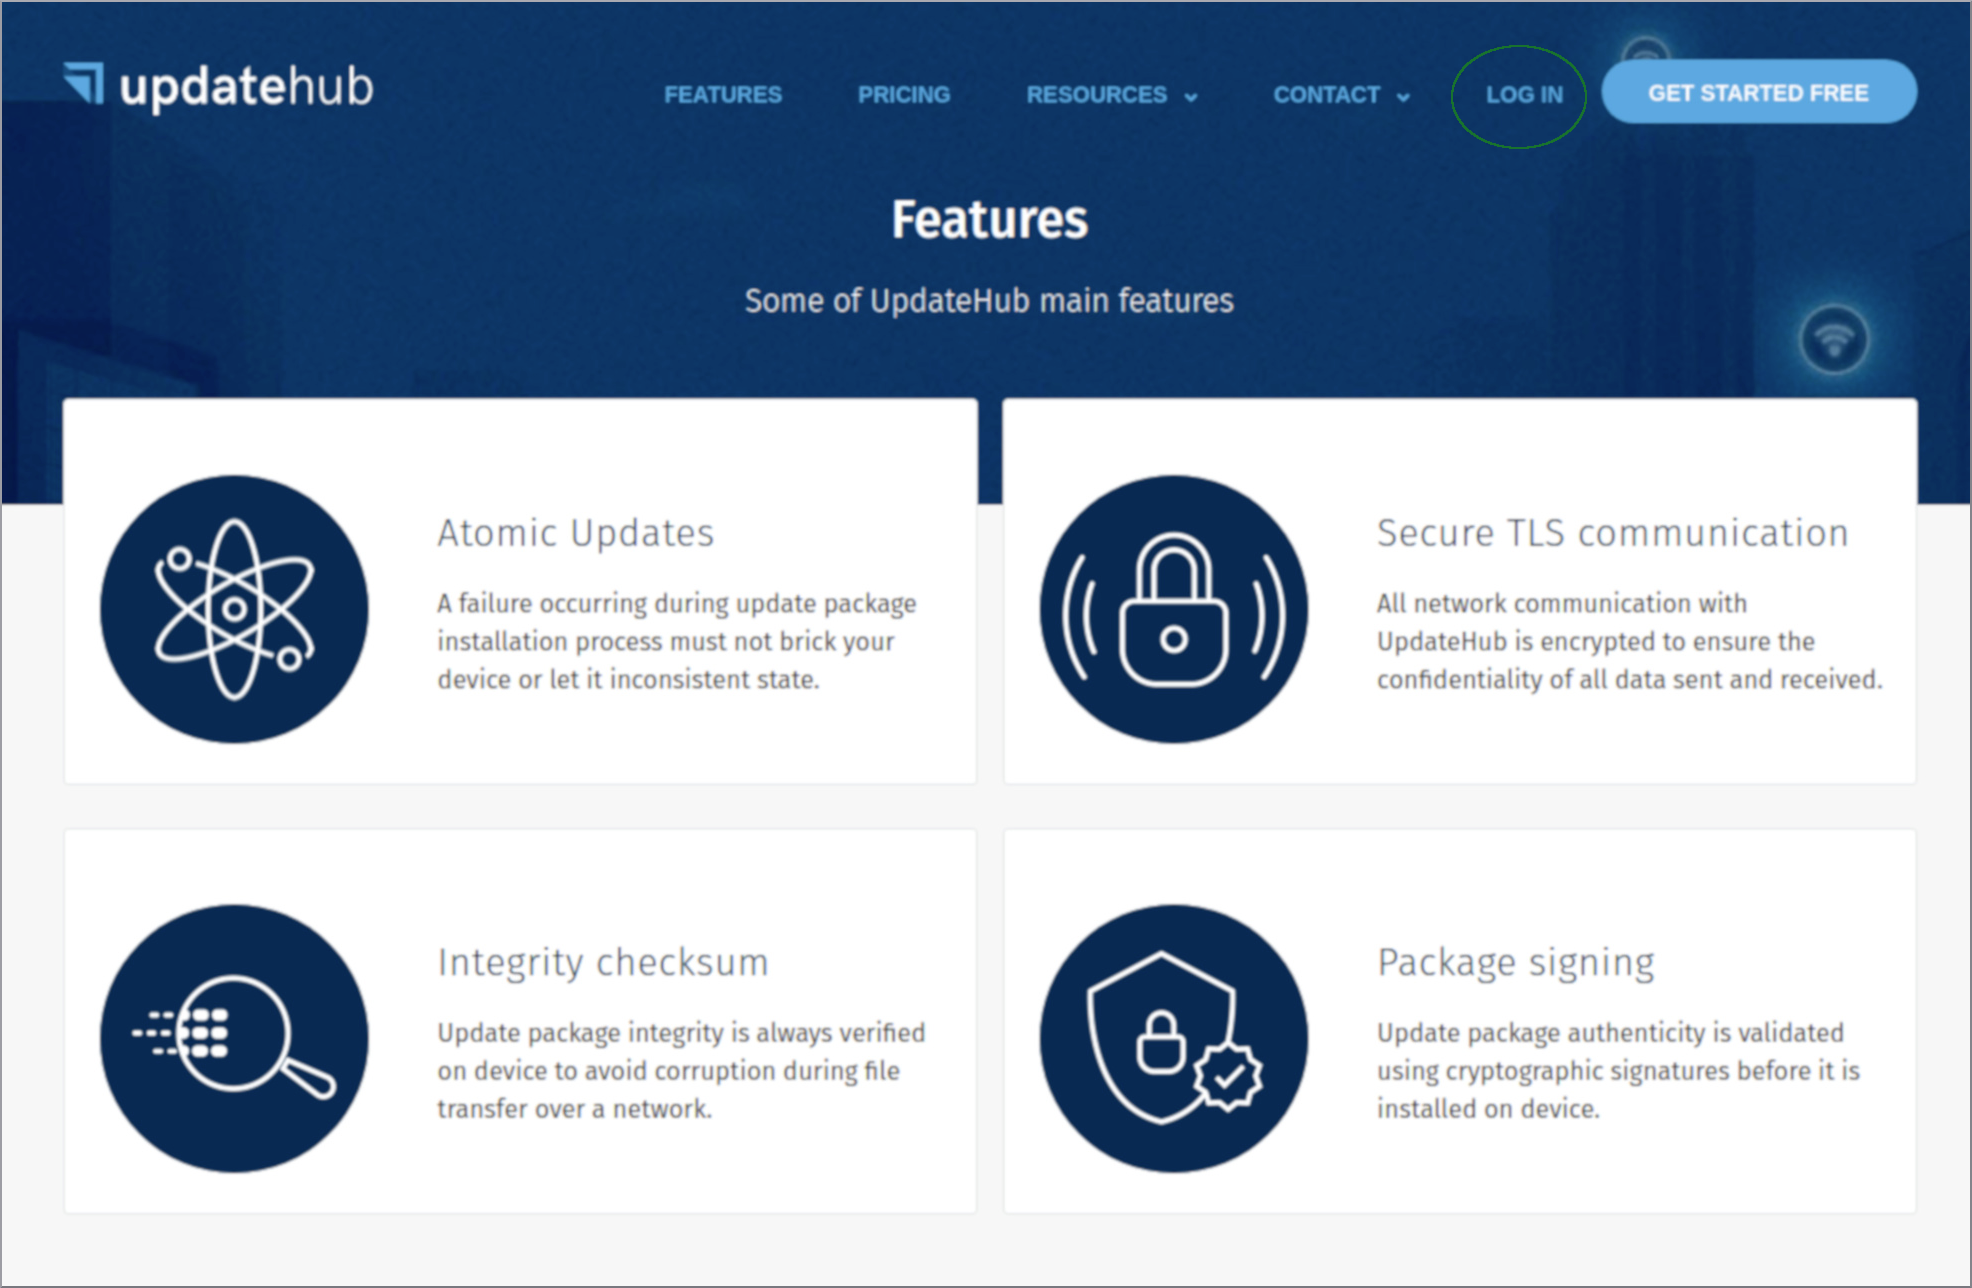 updatehub
FEATURES
PRICING
RESOURCES
CONTACT
LOG IN
GET STARTED FREE
Features
Some of UpdateHub main features
Atomic Updates
A failure occurring during update package
installation process must not brick your
device or let it inconsistent state.
Secure TLS communication
All network communication with
UpdateHub is encrypted to ensure the
confidentiality of all data sent and received.
Integrity checksum
Update package integrity is always verified
on device to avoid corruption during file
transfer over a network.
Package signing
Update package authenticity is validated
using cryptographic signatures before it is
installed on device.